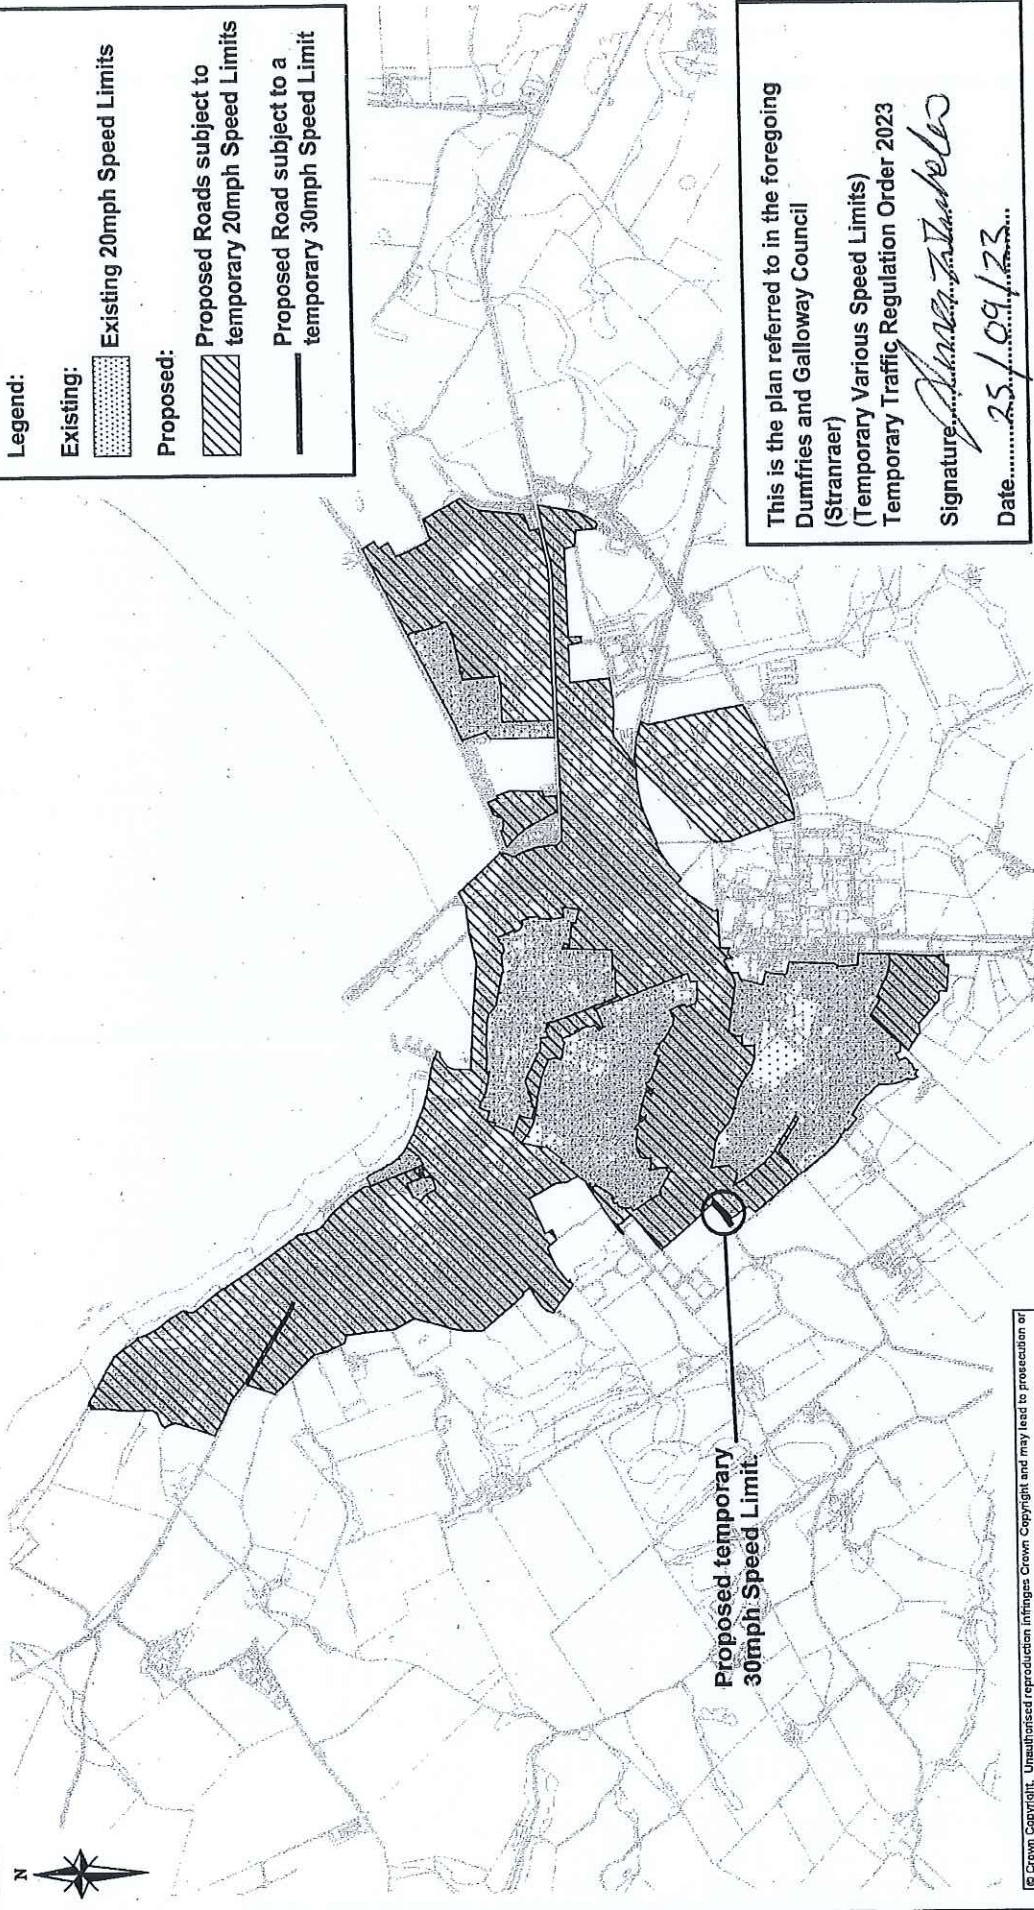 Legend:
Existing:
Existing 20mph Speed Limits
Proposed:
Proposed Roads subject to
temporary 20mph Speed Limits
Proposed Road subject to a
temporary 30mph Speed Limit
N
Proposed temporary
30mph Speed Limit.
This is the plan referred to in the foregoing
Dumfries and Galloway Council
(Stranraer)
(Temporary Various Speed Limits)
Temporary Traffic Regulation Order 2023
Signature
Date 25/09/23
© Crown Copyright. Unauthorised reproduction infringes Crown Copyright and may lead to prosecution or